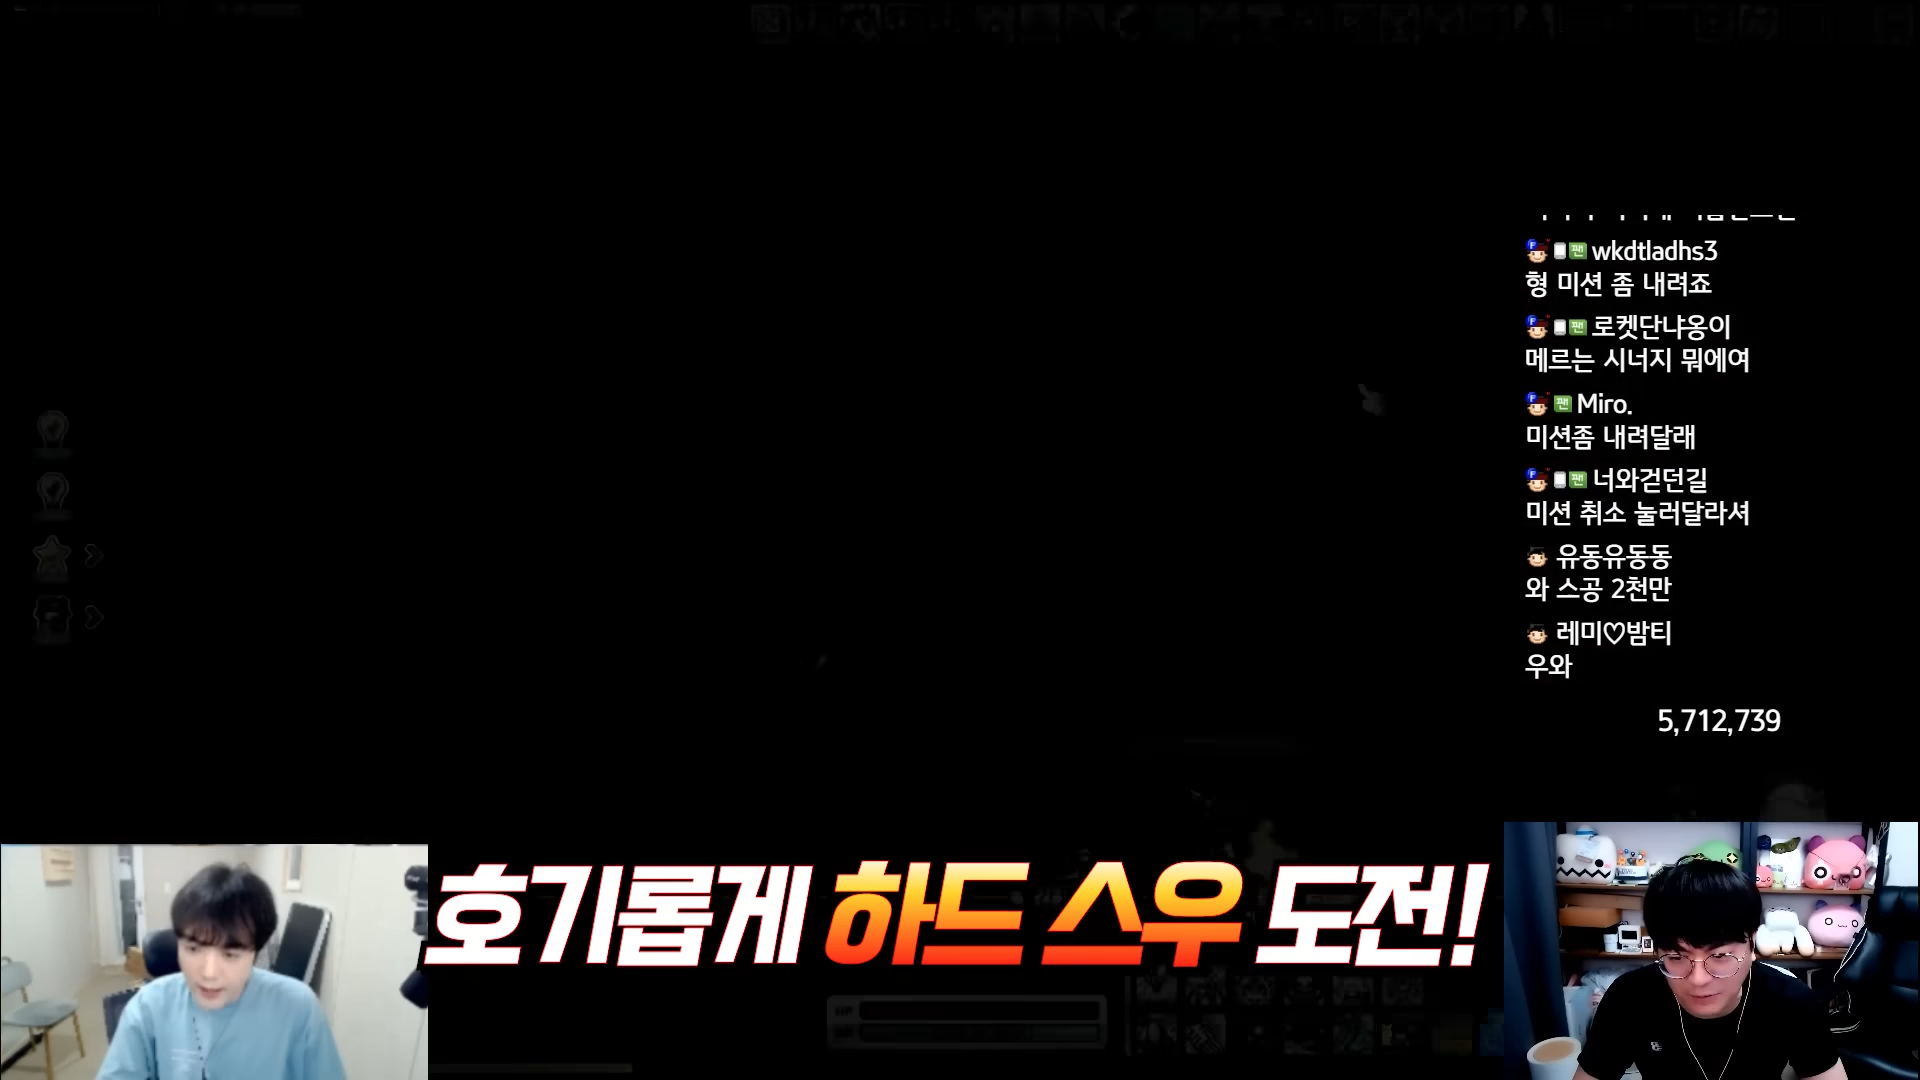 wkdtladhs3
형 미션 좀 내려죠
로켓단냐옹이
메르는 시너지 뭐에여
Miro.
미션좀 내려달래
너와걷던길
미션 취소 눌러달라셔
유동유동동
와 스공 2천만
레미♡밤티
우와
5,712,739
호기롭게 하드 스우 도전!